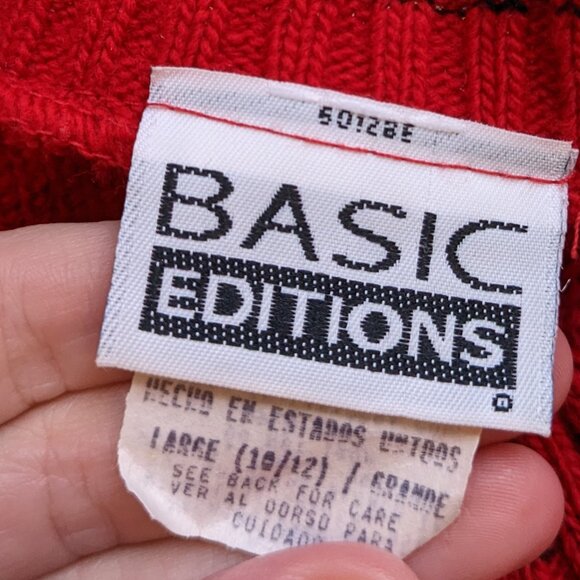 50128E
BASIC
EDITIONS
HECHO EN ESTADOS UNIDOS
LARGE (10/12) / GRANDE
SEE BACK FOR CARE
VER AL DORSO PARA
CUIDADO